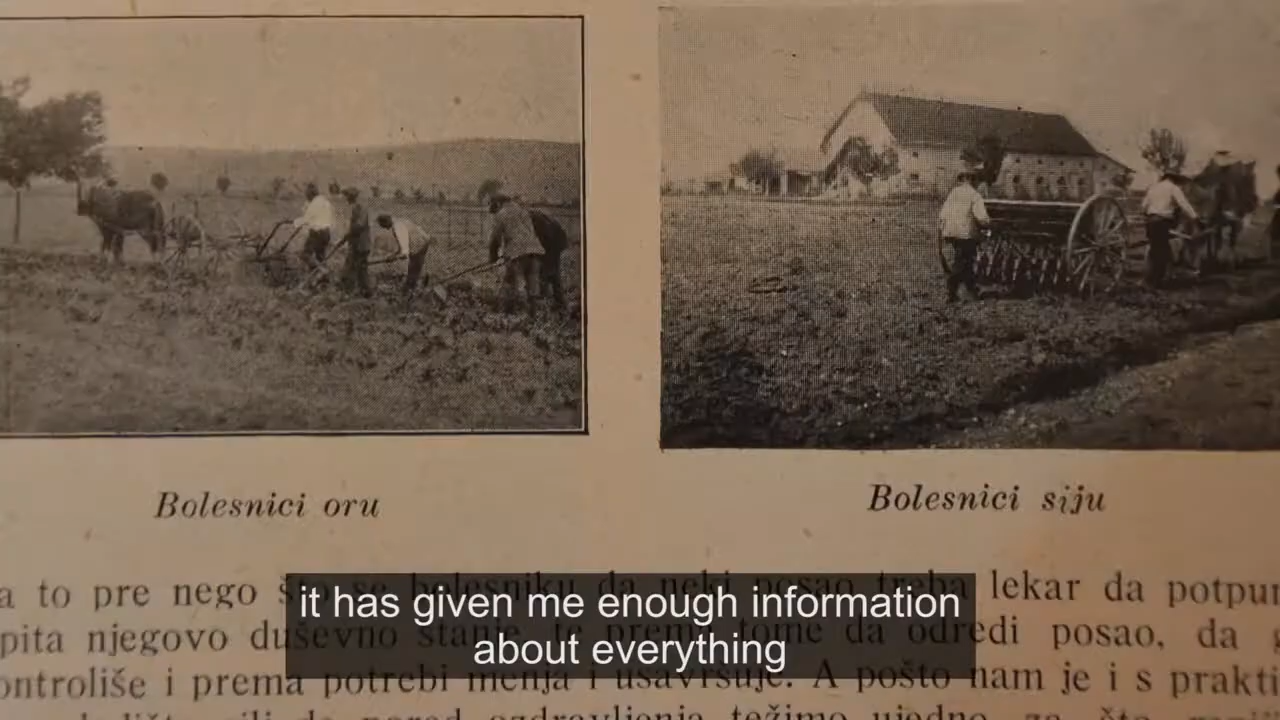 Bolesnici oru
Bolesnici siju
a to pre nego što se bolesniku da neki posao treba lekar da potpun
pita njegovo duševno stanje, te prema tome da odredi posao, da
ontroliše i prema potrebi menja i usavršuje. A pošto nam je i s prakti
it has given me enough information
about everything